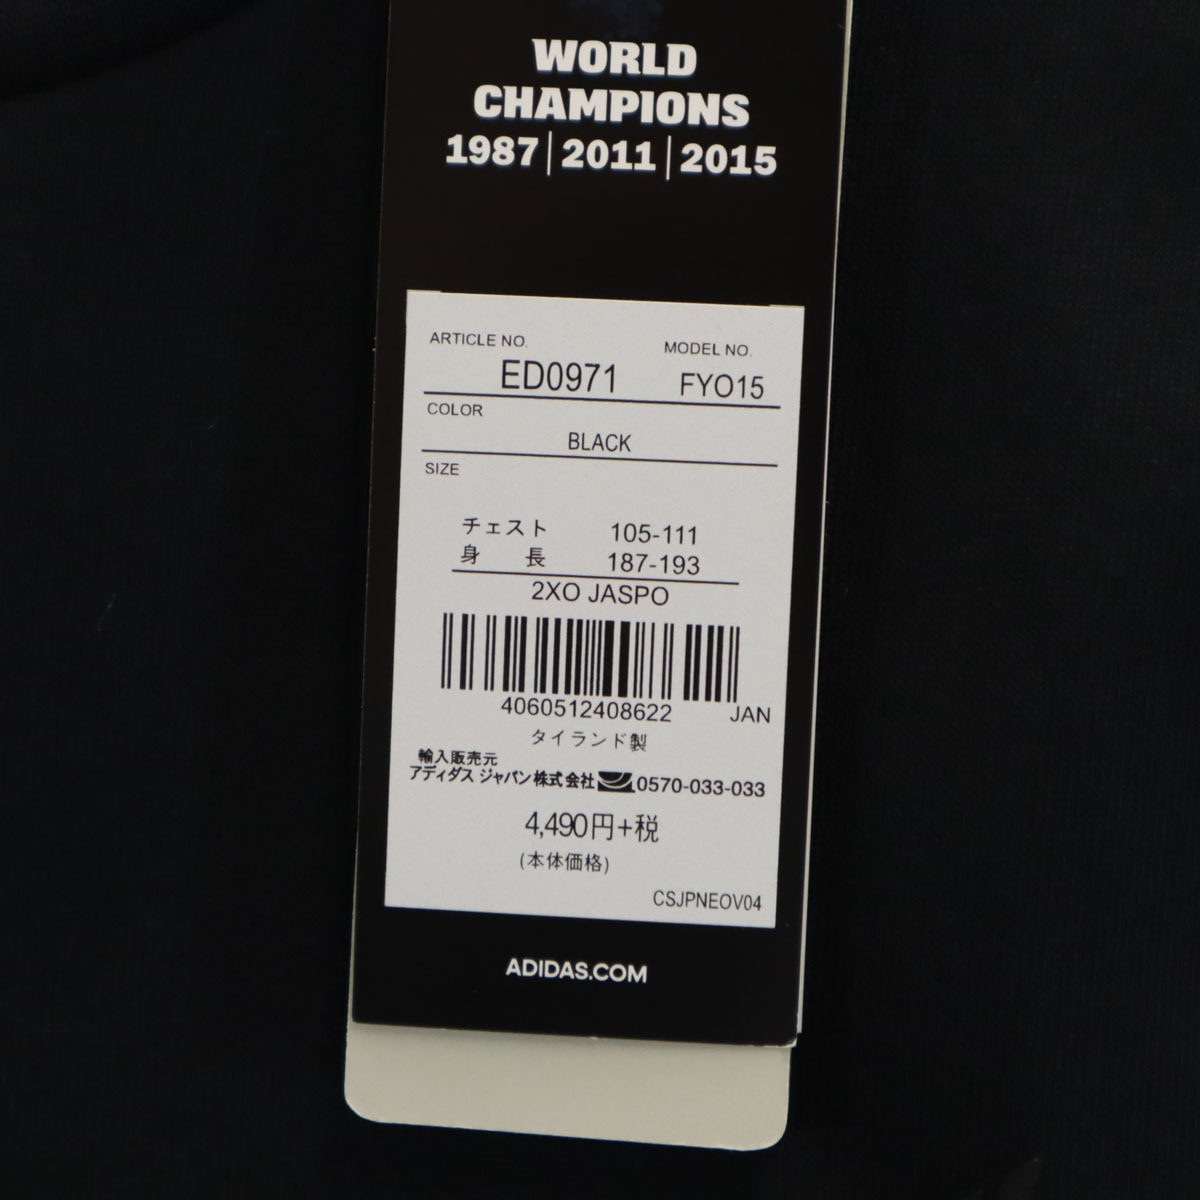 WORLD
CHAMPIONS
1987|2011|2015
ARTICLE NO. MODEL NO.
ED0971 FYO15
COLOR
BLACK
SIZE
チェスト 105-111
身 長 187-193
2XO JASPO
4060512408622 JAN
タイランド製
輸入販売元
アディダス ジャパン株式会社 0570-033-033
4,490円+税
(本体価格)
CSJPNEOV04
ADIDAS.COM